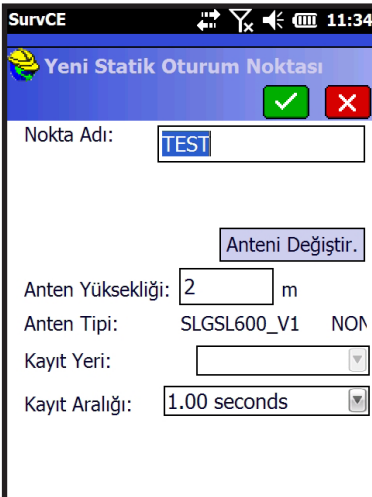 SurvCE 11:34
Yeni Statik Oturum Noktası
Nokta Adı: TEST
Anteni Değiştir.
Anten Yüksekliği: 2 m
Anten Tipi: SLGSL600_V1 NON
Kayıt Yeri:
Kayıt Aralığı: 1.00 seconds